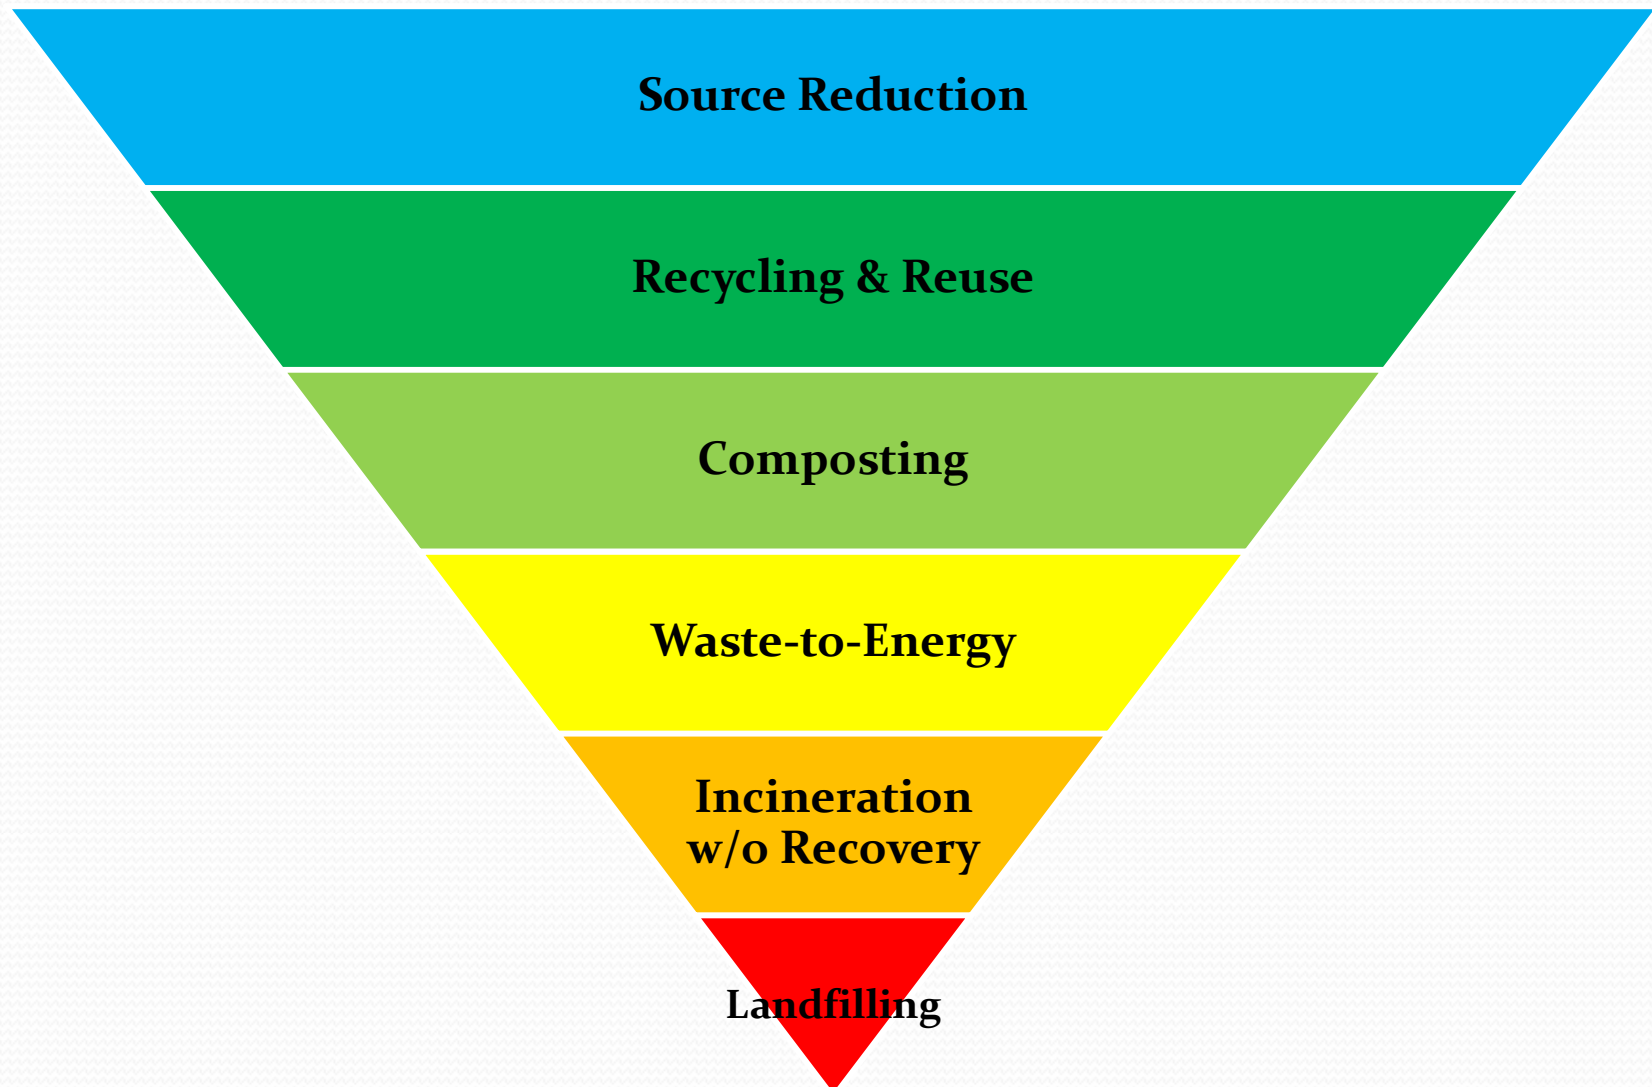 Source Reduction
Recycling & Reuse
Composting
Waste-to-Energy
Incineration
w/o Recovery
Landfilling